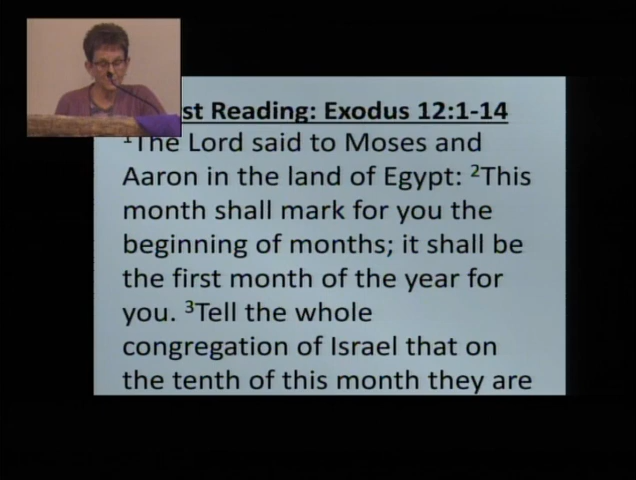 st Reading: Exodus 12:1-14
¹The Lord said to Moses and
Aaron in the land of Egypt: ²This
month shall mark for you the
beginning of months; it shall be
the first month of the year for
you. ³Tell the whole
congregation of Israel that on
the tenth of this month they are